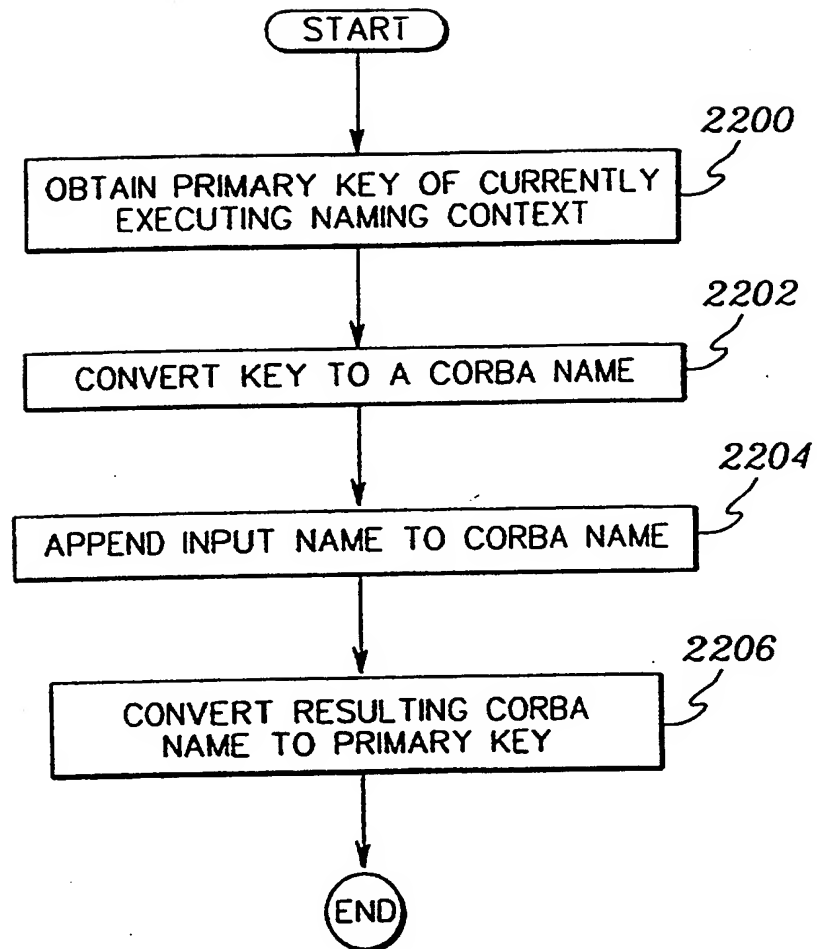 START
2200
OBTAIN PRIMARY KEY OF CURRENTLY
EXECUTING NAMING CONTEXT
2202
CONVERT KEY TO A CORBA NAME
2204
APPEND INPUT NAME TO CORBA NAME
2206
CONVERT RESULTING CORBA
NAME TO PRIMARY KEY
END